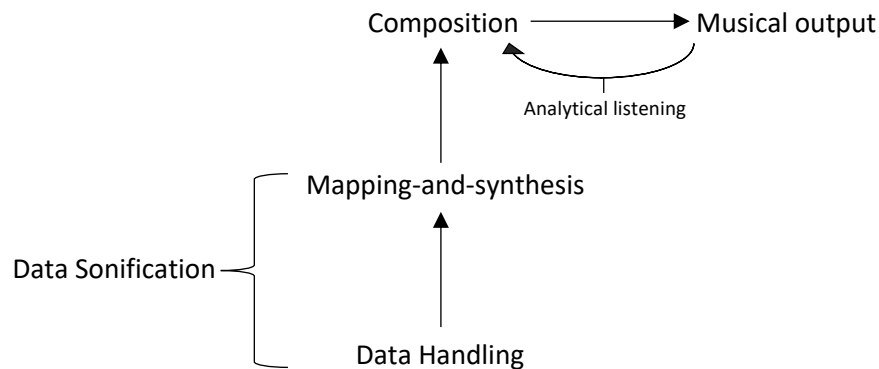 Composition
Musical output
Analytical listening
Mapping-and-synthesis
Data Sonification
Data Handling